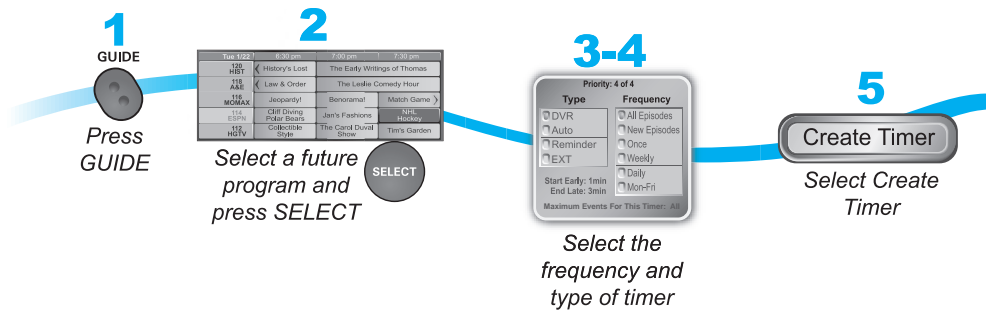 1
GUIDE
Press
GUIDE
2
Tue 1/22 6:30 pm 7:00 pm 7:30 pm
120 HIST History's Lost The Early Writings of Thomas
118 A&E Law & Order The Leslie Comedy Hour
116 MOMAX Jeopardy! Benorama! Match Game
114 ESPN Cliff Diving Polar Bears Jan's Fashions NHL Hockey
112 HGTV Collectible Style The Carol Duval Show Tim's Garden
Select a future
program and
press SELECT
SELECT
3-4
Priority: 4 of 4
Type Frequency
DVR All Episodes
Auto New Episodes
Reminder Once
EXT Weekly
Daily
Mon-Fri
Start Early: 1min
End Late: 3min
Maximum Events For This Timer: All
Select the
frequency and
type of timer
5
Create Timer
Select Create
Timer